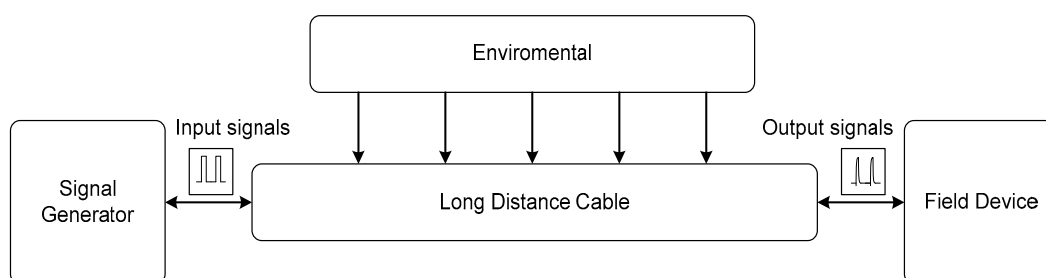 Enviromental
Input signals
Output signals
Signal
Generator
Long Distance Cable
Field Device